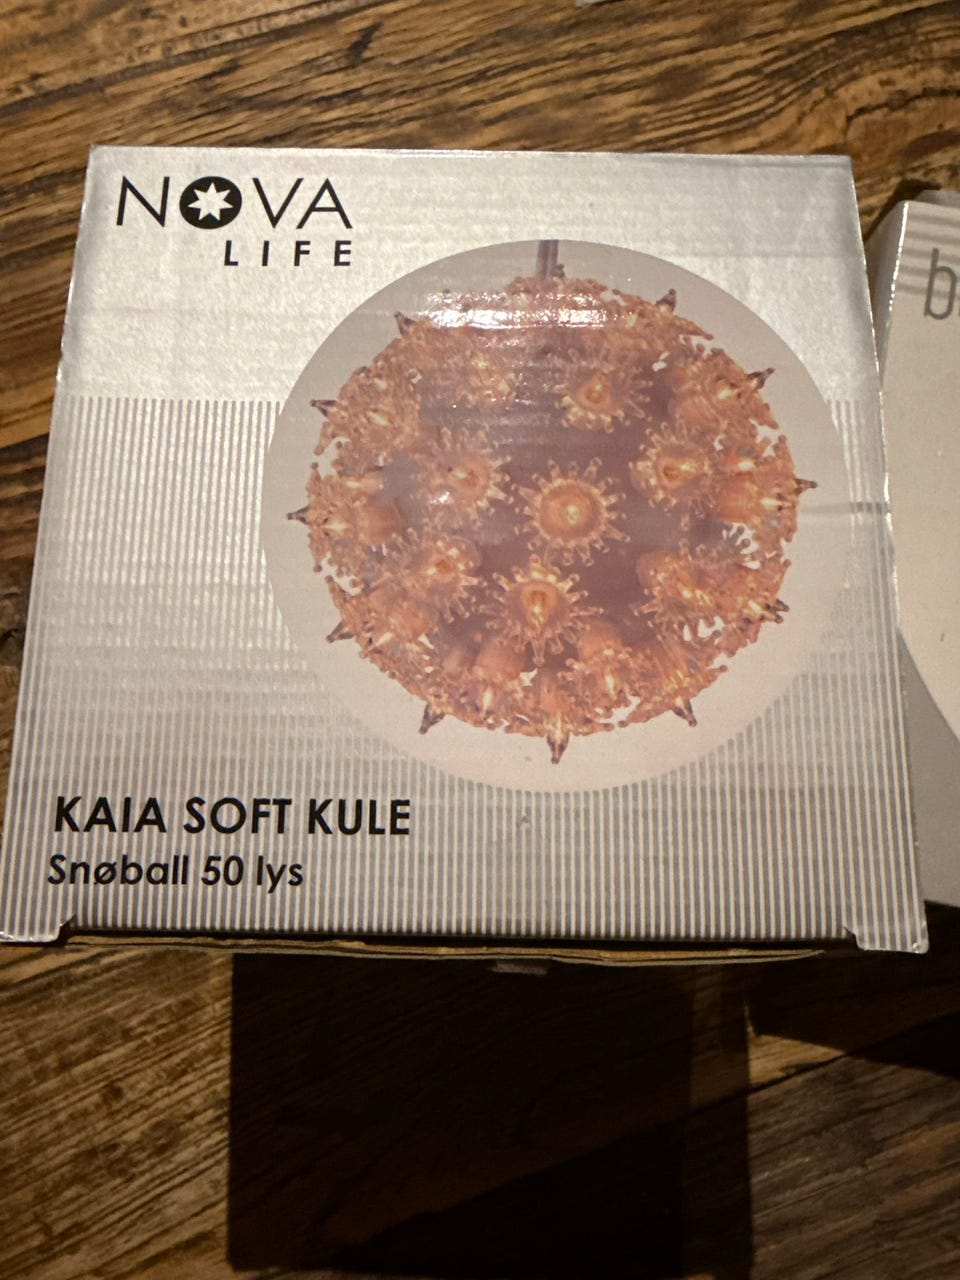 NOVA
LIFE
KAIA SOFT KULE
Snøball 50 lys